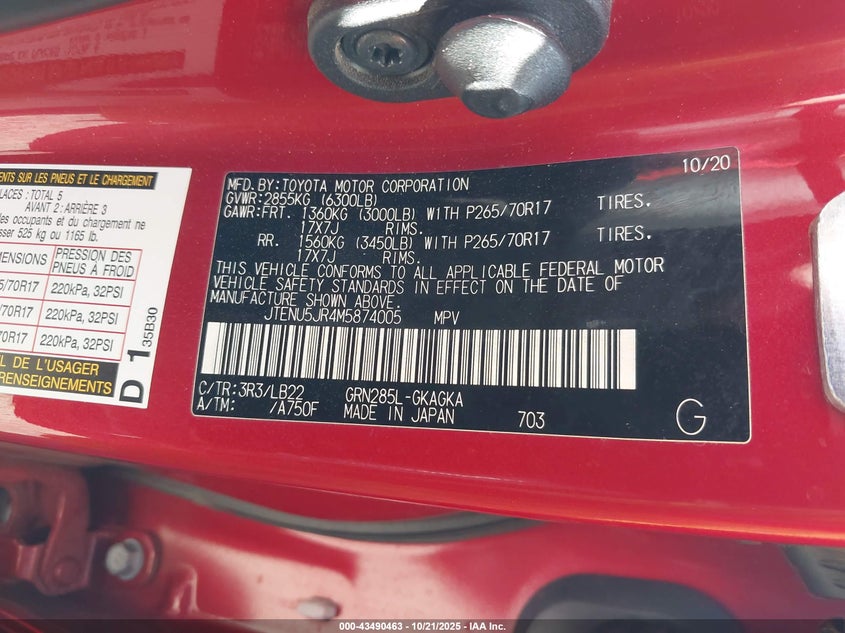 ENTS SUR LES PNEUS ET LE CHARGEMENT
LACES : TOTAL 5
AVANT 2 : ARRIÈRE 3
des occupants et du chargement ne
sser 525 kg ou 1165 lb.
MENSIONS PRESSION DES PNEUS À FROID
5/70R17 220kPa, 32PSI
/70R17 220kPa, 32PSI
70R17 220kPa, 32PSI
L DE L'USAGER
RENSEIGNEMENTS
D 1 35B30
10/20
MFD.BY:TOYOTA MOTOR CORPORATION
GVWR:2855KG (6300LB)
GAWR:FRT. 1360KG (3000LB) WITH P265/70R17 TIRES.
17X7J RIMS.
RR. 1560KG (3450LB) WITH P265/70R17 TIRES.
17X7J RIMS.
THIS VEHICLE CONFORMS TO ALL APPLICABLE FEDERAL MOTOR
VEHICLE SAFETY STANDARDS IN EFFECT ON THE DATE OF
MANUFACTURE SHOWN ABOVE.
JTENU5JR4M5874005 MPV
C/TR:3R3/LB22 GRN285L-GKAGKA
A/TM: /A750F MADE IN JAPAN 703
G
000-43490463 - 10/21/2025 - IAA Inc.